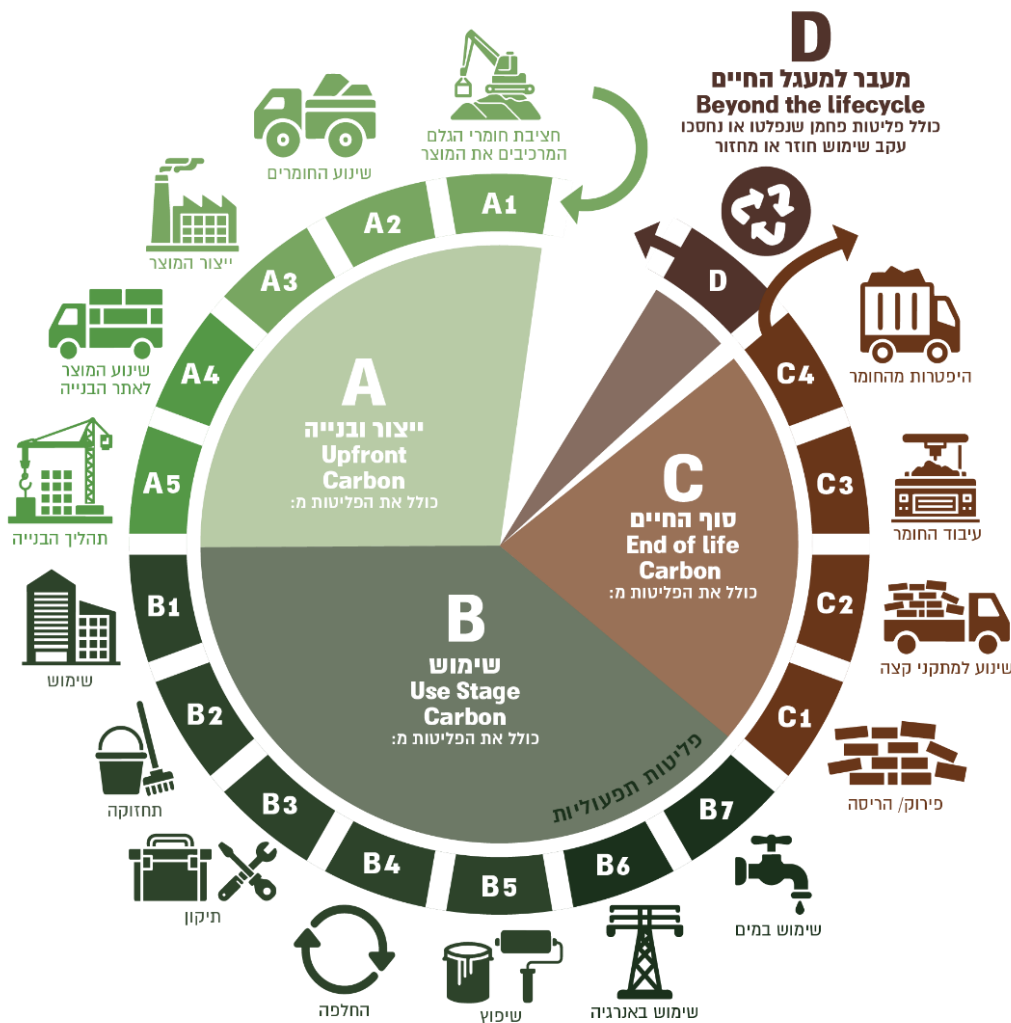 D
מעבר למעגל החיים
Beyond the lifecycle
כולל פליטות פחמן שנפלטו או נחסכו
עקב שימוש חוזר או מחזור
A1
חציבת חומרי הגלם
המרכיבים את המוצר
A2
שינוע החומרים
A3
ייצור המוצר
A4
שינוע המוצר
לאתר הבנייה
A5
תהליך הבנייה
A
ייצור ובנייה
Upfront
Carbon
כולל את הפליטות מ:
B1
שימוש
B2
תחזוקה
B3
תיקון
B4
החלפה
B5
שיפוץ
B6
שימוש באנרגיה
B7
שימוש במים
B
שימוש
Use Stage
Carbon
כולל את הפליטות מ:
פליטות תפעוליות
C1
פירוק/ הריסה
C2
שינוע למתקני קצה
C3
עיבוד החומר
C4
היפטרות מהחומר
C
סוף החיים
End of life
Carbon
כולל את הפליטות מ:
D